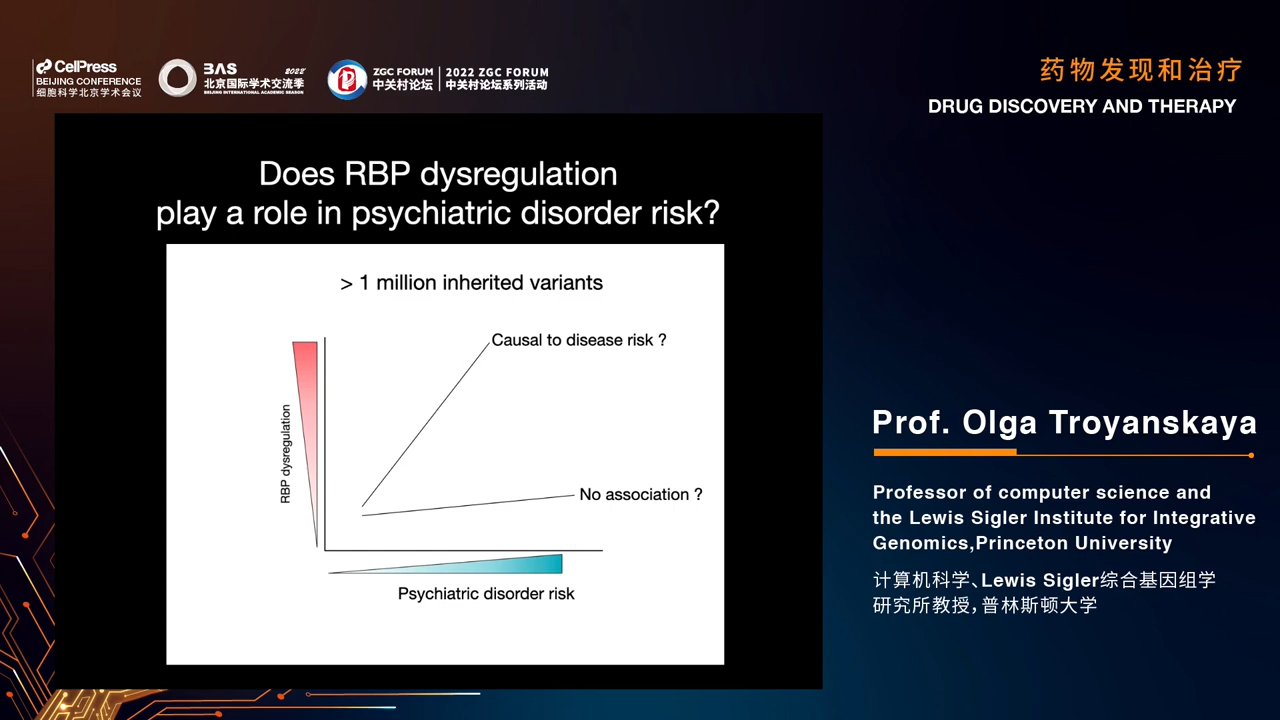 CellPress
BEIJING CONFERENCE
细胞科学北京学术会议
BAS 2022
北京国际学术交流季
BEIJING INTERNATIONAL ACADEMIC SEASON
ZGC FORUM
中关村论坛
2022 ZGC FORUM
中关村论坛系列活动
药物发现和治疗
DRUG DISCOVERY AND THERAPY
Does RBP dysregulation
play a role in psychiatric disorder risk?
> 1 million inherited variants
Causal to disease risk ?
No association ?
RBP dysregulation
Psychiatric disorder risk
Prof. Olga Troyanskaya
Professor of computer science and
the Lewis Sigler Institute for Integrative
Genomics,Princeton University
计算机科学、Lewis Sigler综合基因组学
研究所教授，普林斯顿大学